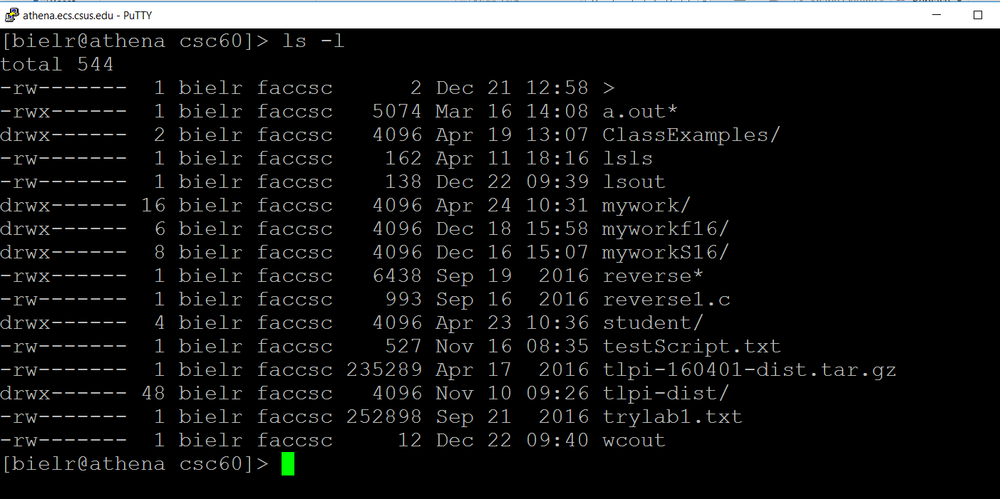 athena.ecs.csus.edu - PuTTY
[bielr@athena csc60]> ls -l
total 544
-rw------- 1 bielr faccsc 2 Dec 21 12:58 >
-rwx------ 1 bielr faccsc 5074 Mar 16 14:08 a.out*
drwx------ 2 bielr faccsc 4096 Apr 19 13:07 ClassExamples/
-rw------- 1 bielr faccsc 162 Apr 11 18:16 lsls
-rw------- 1 bielr faccsc 138 Dec 22 09:39 lsout
drwx------ 16 bielr faccsc 4096 Apr 24 10:31 mywork/
drwx------ 6 bielr faccsc 4096 Dec 18 15:58 myworkf16/
drwx------ 8 bielr faccsc 4096 Dec 16 15:07 myworkS16/
-rwx------ 1 bielr faccsc 6438 Sep 19 2016 reverse*
-rw------- 1 bielr faccsc 993 Sep 16 2016 reverse1.c
drwx------ 4 bielr faccsc 4096 Apr 23 10:36 student/
-rw------- 1 bielr faccsc 527 Nov 16 08:35 testScript.txt
-rw------- 1 bielr faccsc 235289 Apr 17 2016 tlpi-160401-dist.tar.gz
drwx------ 48 bielr faccsc 4096 Nov 10 09:26 tlpi-dist/
-rw------- 1 bielr faccsc 252898 Sep 21 2016 trylab1.txt
-rw------- 1 bielr faccsc 12 Dec 22 09:40 wcout
[bielr@athena csc60]>